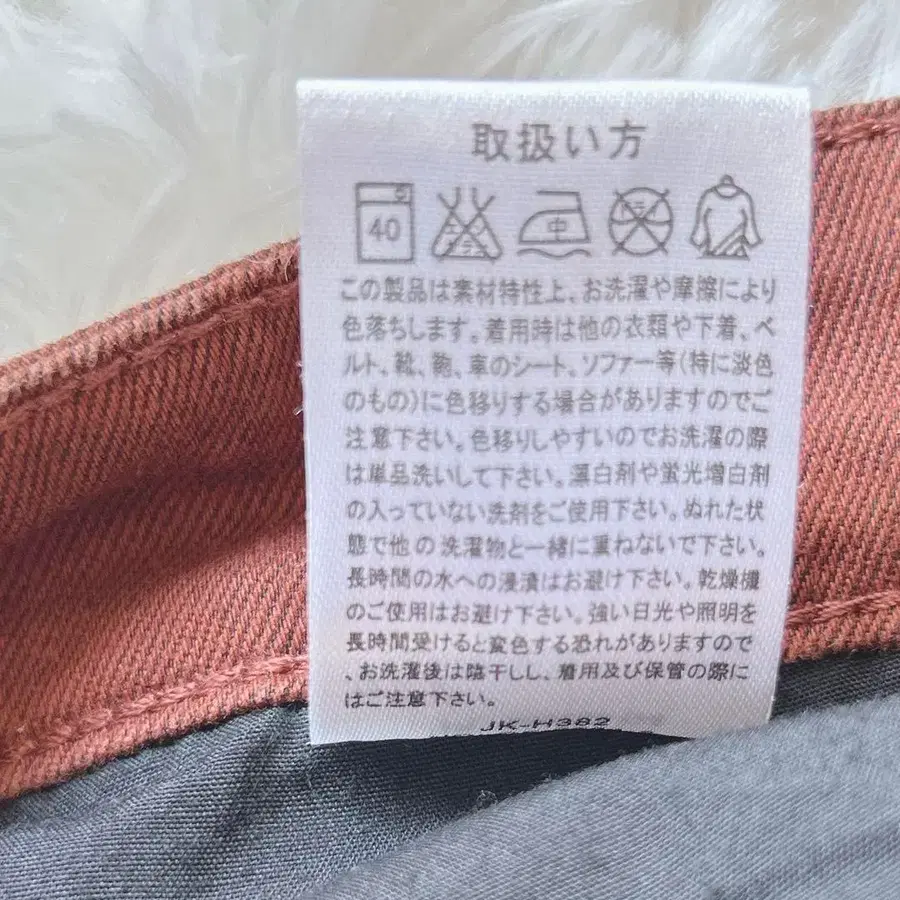 取扱い方
40 エンソサラシ 中 ドライ
この製品は素材特性上、お洗濯や摩擦により
色落ちします。着用時は他の衣類や下着、ベ
ルト、靴、鞄、車のシート、ソファー等(特に淡色
のもの)に色移りする場合がありますのでご
注意下さい。色移りしやすいのでお洗濯の際
は単品洗いして下さい。漂白剤や蛍光増白剤
の入っていない洗剤をご使用下さい。ぬれた状
態で他の洗濯物と一緒に重ねないで下さい。
長時間の水への浸漬はお避け下さい。乾燥機
のご使用はお避け下さい。強い日光や照明を
長時間受けると変色する恐れがありますので
、お洗濯後は陰干しし、着用及び保管の際に
はご注意下さい。
JK-H382